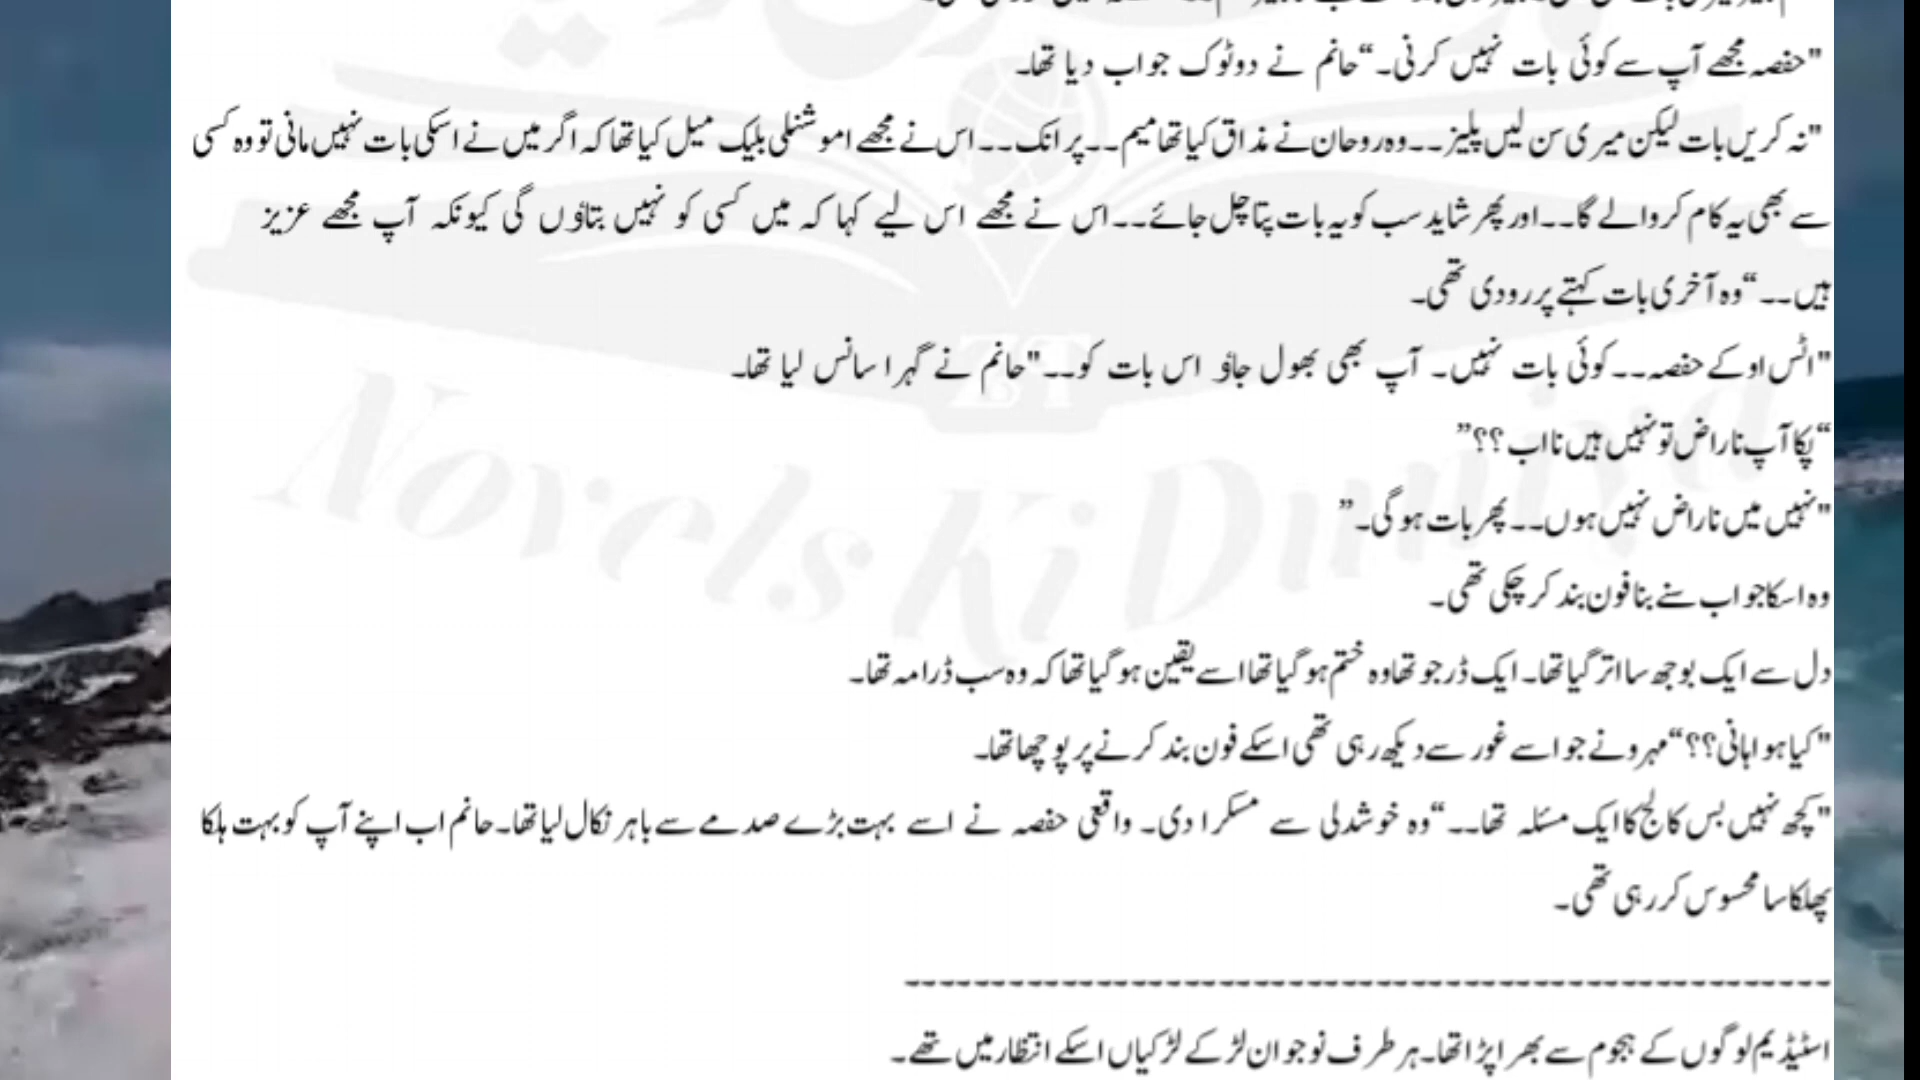 "حفصہ مجھے آپ سے کوئی بات نہیں کرنی۔“حانم نے دو ٹوک جواب دیا تھا۔
"نہ کریں بات لیکن میری سن لیں پلیز۔۔وہ روحان نے مذاق کیا تھا میم۔۔پرانک۔۔اس نے مجھے اموشنلی بلیک میل کیا تھا کہ اگر میں نے اسکی بات نہیں مانی تو وہ کسی
سے بھی یہ کام کروا لے گا۔۔اور پھر شاید سب کو یہ بات پتا چل جائے۔۔اس نے مجھے اس لیے کہا کہ میں کسی کو نہیں بتاؤں گی کیونکہ آپ مجھے عزیز
ہیں۔۔“وہ آخری بات کہتے پر رو دی تھی۔
"اٹس اوکے حفصہ۔۔کوئی بات نہیں۔ آپ بھی بھول جاؤ اس بات کو۔۔"حانم نے گہرا سانس لیا تھا۔
“پکا آپ ناراض تو نہیں ہیں نا اب؟؟”
"نہیں میں ناراض نہیں ہوں۔۔پھر بات ہوگی۔”
وہ اسکا جواب سنے بنا فون بند کر چکی تھی۔
دل سے ایک بوجھ سا اتر گیا تھا۔ایک ڈر جو تھا وہ ختم ہو گیا تھا اسے یقین ہو گیا تھا کہ وہ سب ڈرامہ تھا۔
"کیا ہوا ہانی؟؟“مہرو نے جو اسے غور سے دیکھ رہی تھی اسکے فون بند کرنے پر پوچھا تھا۔
"کچھ نہیں بس کالج کا ایک مسئلہ تھا۔۔“وہ خوشدلی سے مسکرا دی۔ واقعی حفصہ نے اسے بہت بڑے صدمے سے باہر نکال لیا تھا۔حانم اب اپنے آپ کو بہت ہلکا
پھلکا سا محسوس کر رہی تھی۔
-------------------------------------------------------
اسٹیڈیم لوگوں کے ہجوم سے بھرا پڑا تھا۔ہر طرف نوجوان لڑکے لڑکیاں اسکے انتظار میں تھے۔
ZT
Novels Ki Duniya